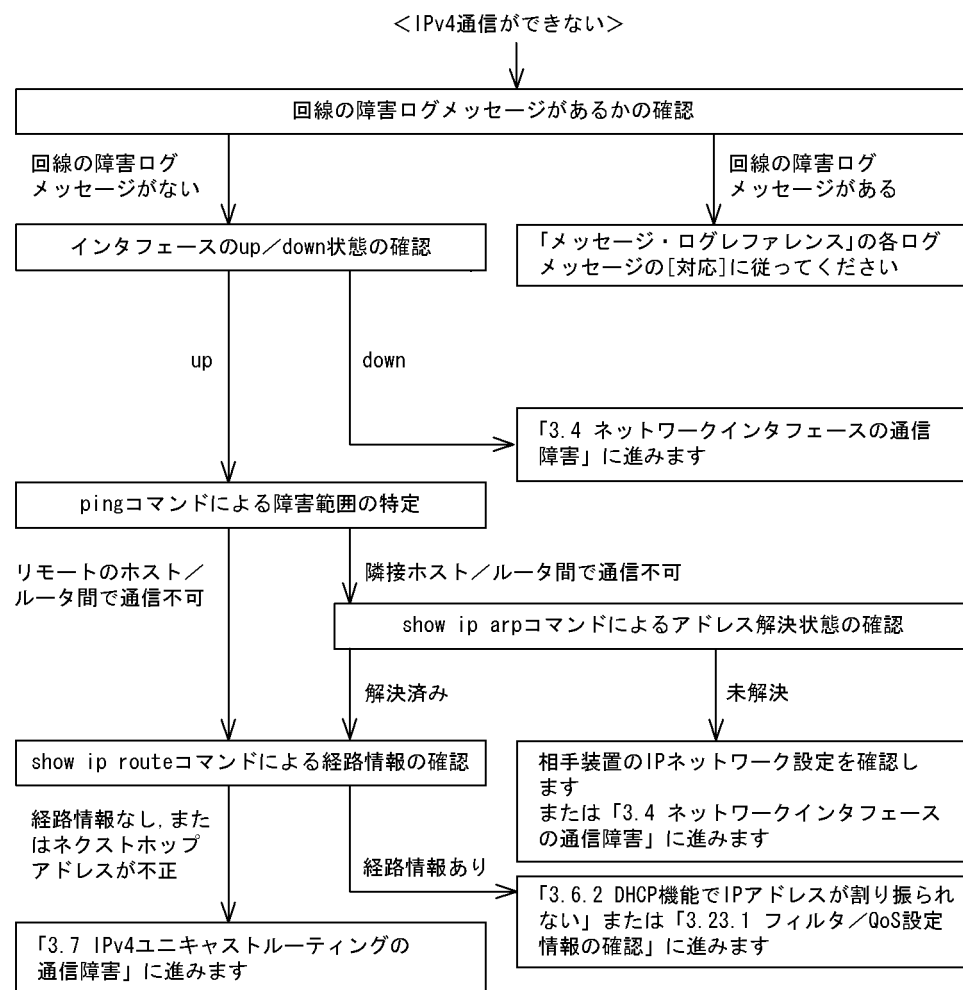 <IPv4通信ができない>
回線の障害ログメッセージがあるかの確認
回線の障害ログ
メッセージがない
回線の障害ログ
メッセージがある
インタフェースのup/down状態の確認
「メッセージ・ログレファレンス」の各ログ
メッセージの[対応]に従ってください
up
down
「3.4 ネットワークインタフェースの通信
障害」に進みます
pingコマンドによる障害範囲の特定
リモートのホスト/
ルータ間で通信不可
隣接ホスト/ルータ間で通信不可
show ip arpコマンドによるアドレス解決状態の確認
解決済み
未解決
show ip routeコマンドによる経路情報の確認
相手装置のIPネットワーク設定を確認し
ます
または「3.4 ネットワークインタフェース
の通信障害」に進みます
経路情報なし,また
はネクストホップ
アドレスが不正
経路情報あり
「3.6.2 DHCP機能でIPアドレスが割り振られ
ない」または「3.23.1 フィルタ/QoS設定
情報の確認」に進みます
「3.7 IPv4ユニキャストルーティングの
通信障害」に進みます